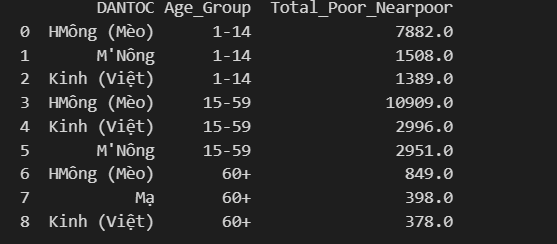 DANTOC Age_Group Total_Poor_Nearpoor
0 HMông (Mèo) 1-14 7882.0
1 M'Nông 1-14 1508.0
2 Kinh (Việt) 1-14 1389.0
3 HMông (Mèo) 15-59 10909.0
4 Kinh (Việt) 15-59 2996.0
5 M'Nông 15-59 2951.0
6 HMông (Mèo) 60+ 849.0
7 Mạ 60+ 398.0
8 Kinh (Việt) 60+ 378.0